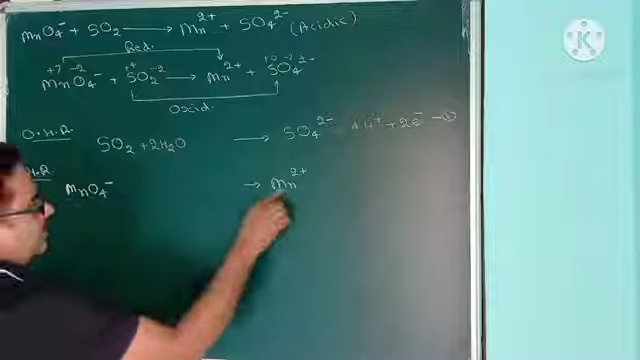 MnO₄⁻ + SO₂ → Mn²⁺ + SO₄²⁻ (Acidic)
Red.
+7 -2 +4 -2 +6 -2
MnO₄⁻ + SO₂ → Mn²⁺ + SO₄²⁻
Oxid.
O.H.R
SO₂ + 2H₂O → SO₄²⁻ 4H⁺ + 2e⁻ —①
H.R.
MnO₄⁻ → Mn²⁺
KINEMASTER